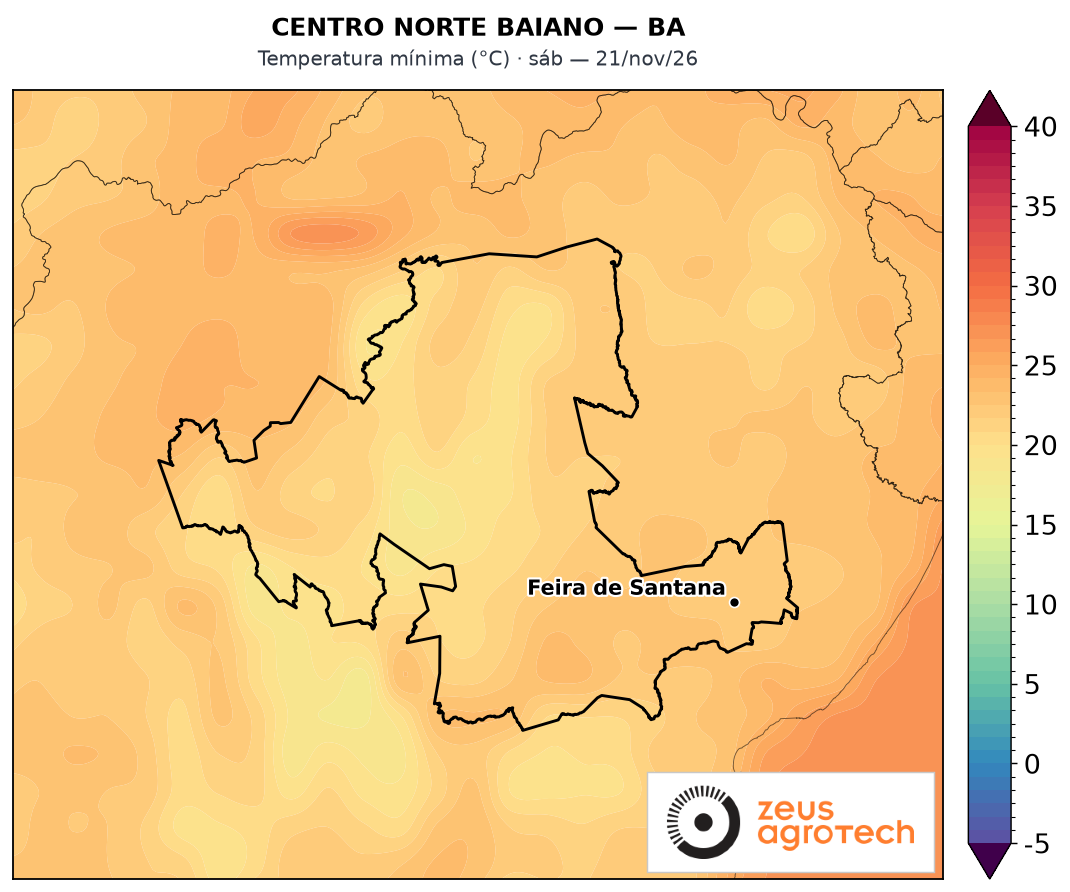 CENTRO NORTE BAIANO — BA
Temperatura mínima (°C) · sáb — 21/nov/26
40
35
30
25
20
15
10
5
0
-5
Feira de Santana
zeus
agrotech